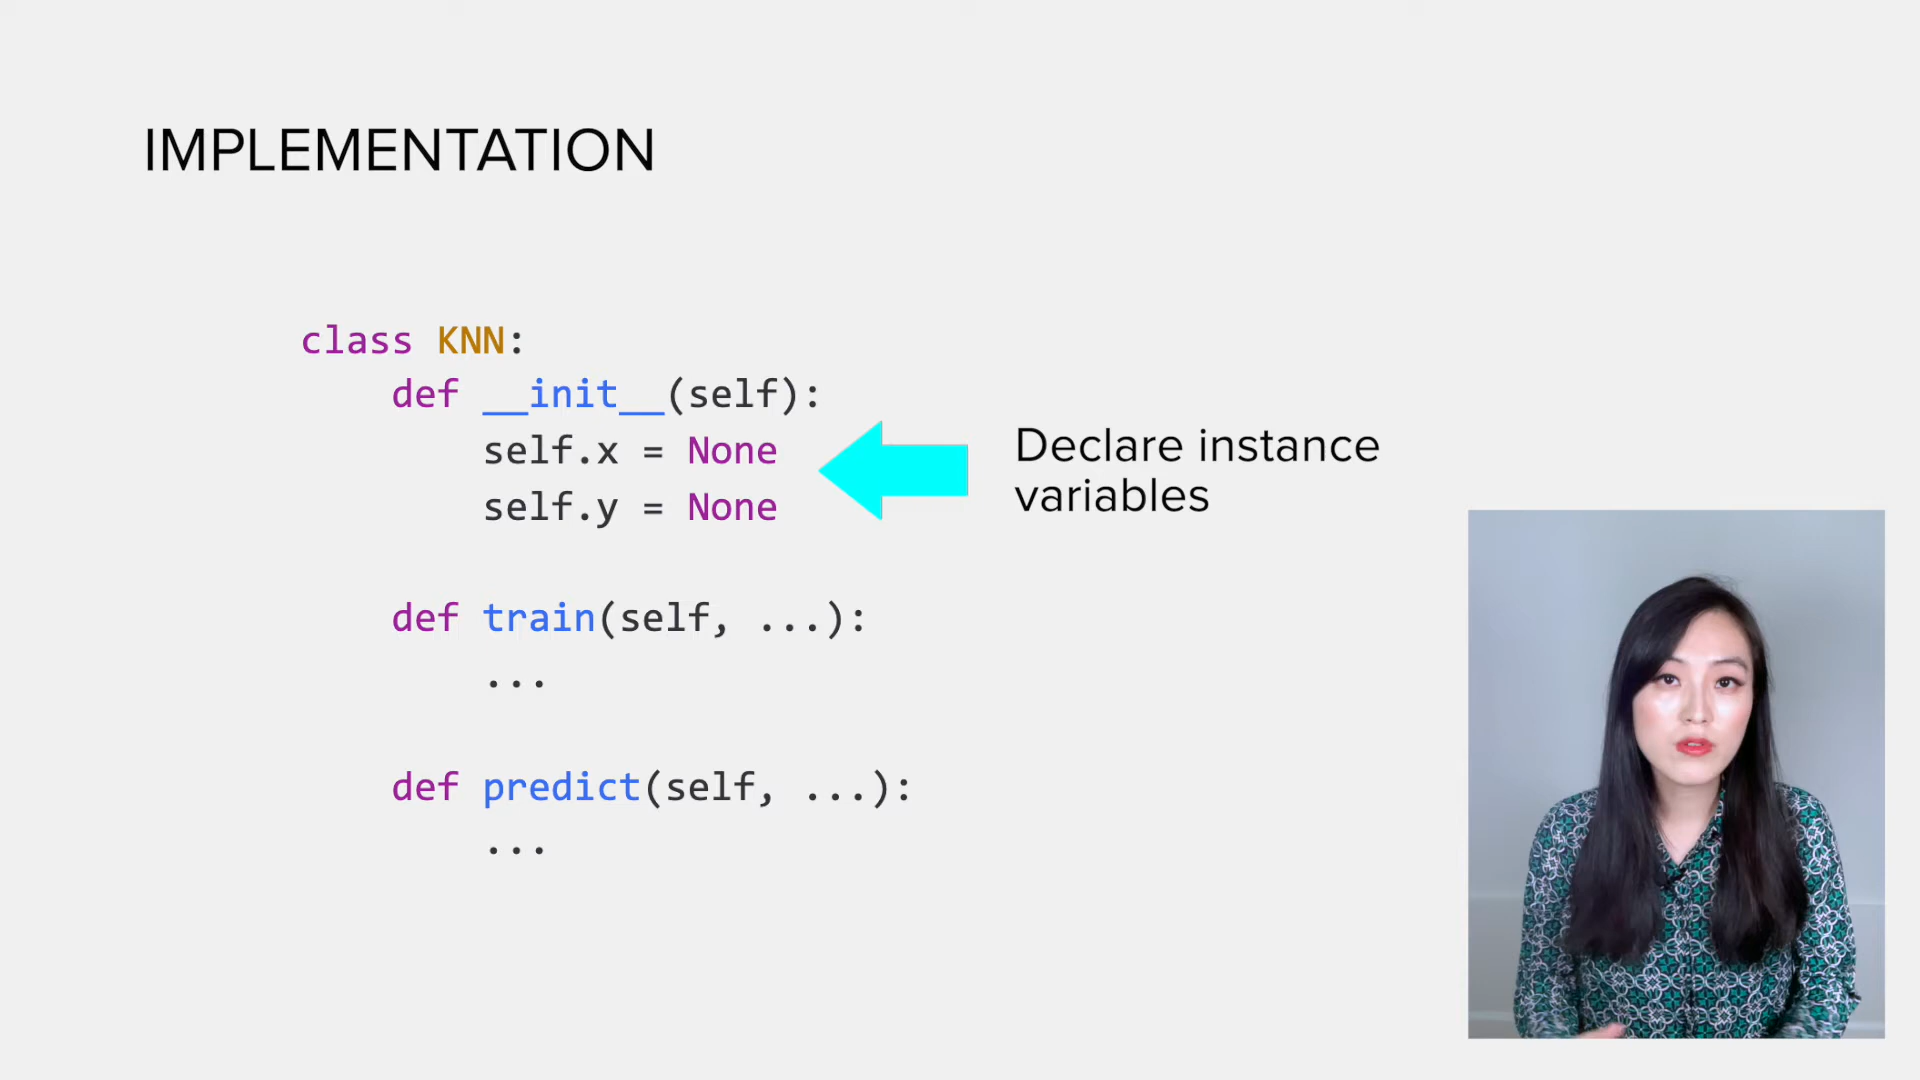 IMPLEMENTATION
class KNN:
def __init__(self):
self.x = None
self.y = None
Declare instance
variables
def train(self, ...):
...
def predict(self, ...):
...